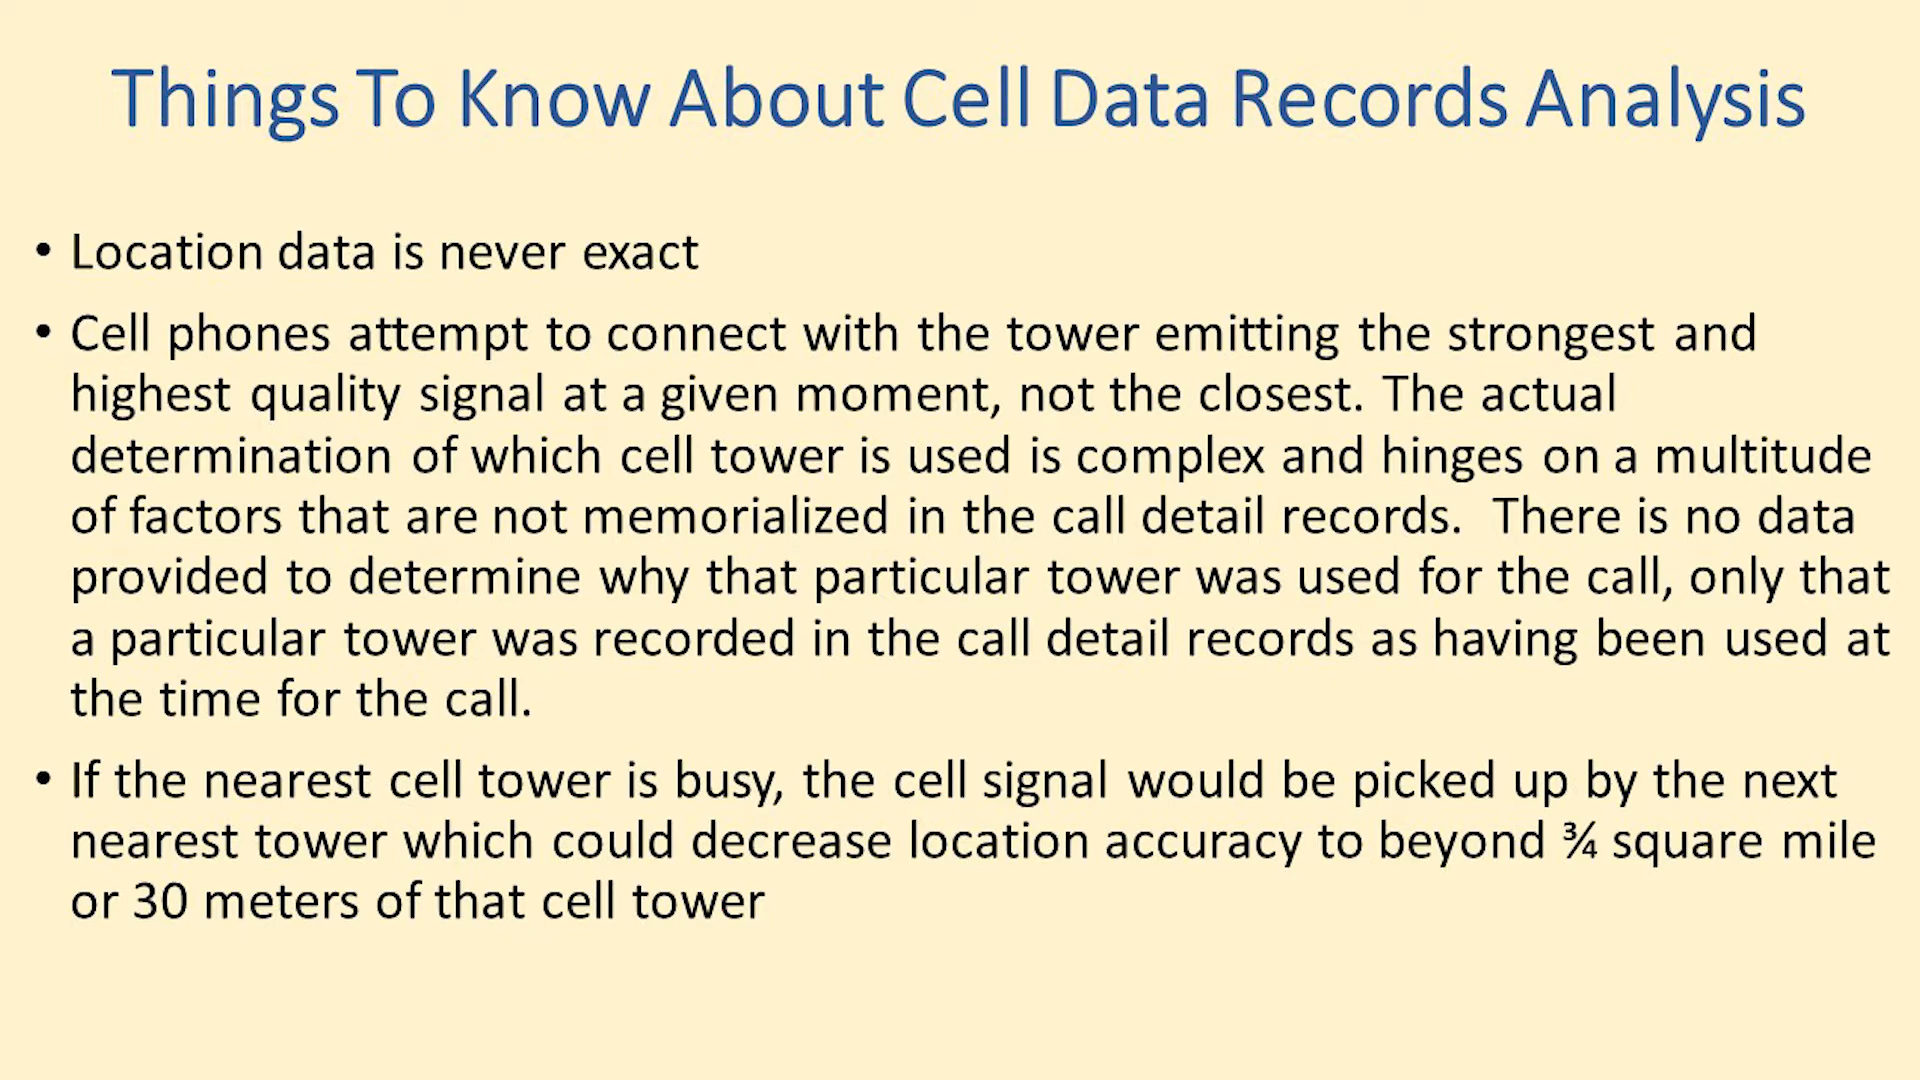 Things To Know About Cell Data Records Analysis
• Location data is never exact
• Cell phones attempt to connect with the tower emitting the strongest and
highest quality signal at a given moment, not the closest. The actual
determination of which cell tower is used is complex and hinges on a multitude
of factors that are not memorialized in the call detail records.  There is no data
provided to determine why that particular tower was used for the call, only that
a particular tower was recorded in the call detail records as having been used at
the time for the call.
• If the nearest cell tower is busy, the cell signal would be picked up by the next
nearest tower which could decrease location accuracy to beyond ¾ square mile
or 30 meters of that cell tower